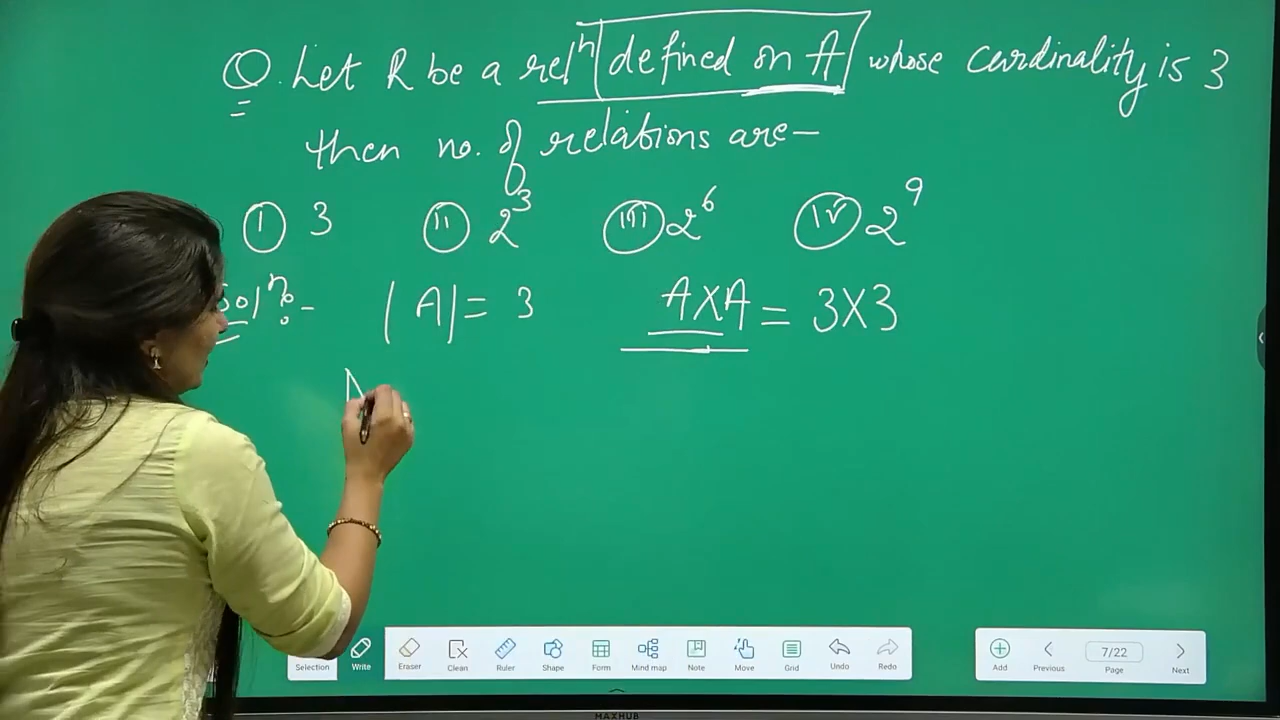 Q. Let R be a relⁿ defined on A whose cardinality is 3
then no. of relations are-
(i) 3 (ii) 2³ (iii) 2⁶ (iv) 2⁹
Solⁿ:- |A| = 3 A×A = 3×3
Selection Write Eraser Clean Ruler Shape Form Mind map Note Move Grid Undo Redo Add Previous 7/22 Page Next
MAXHUB